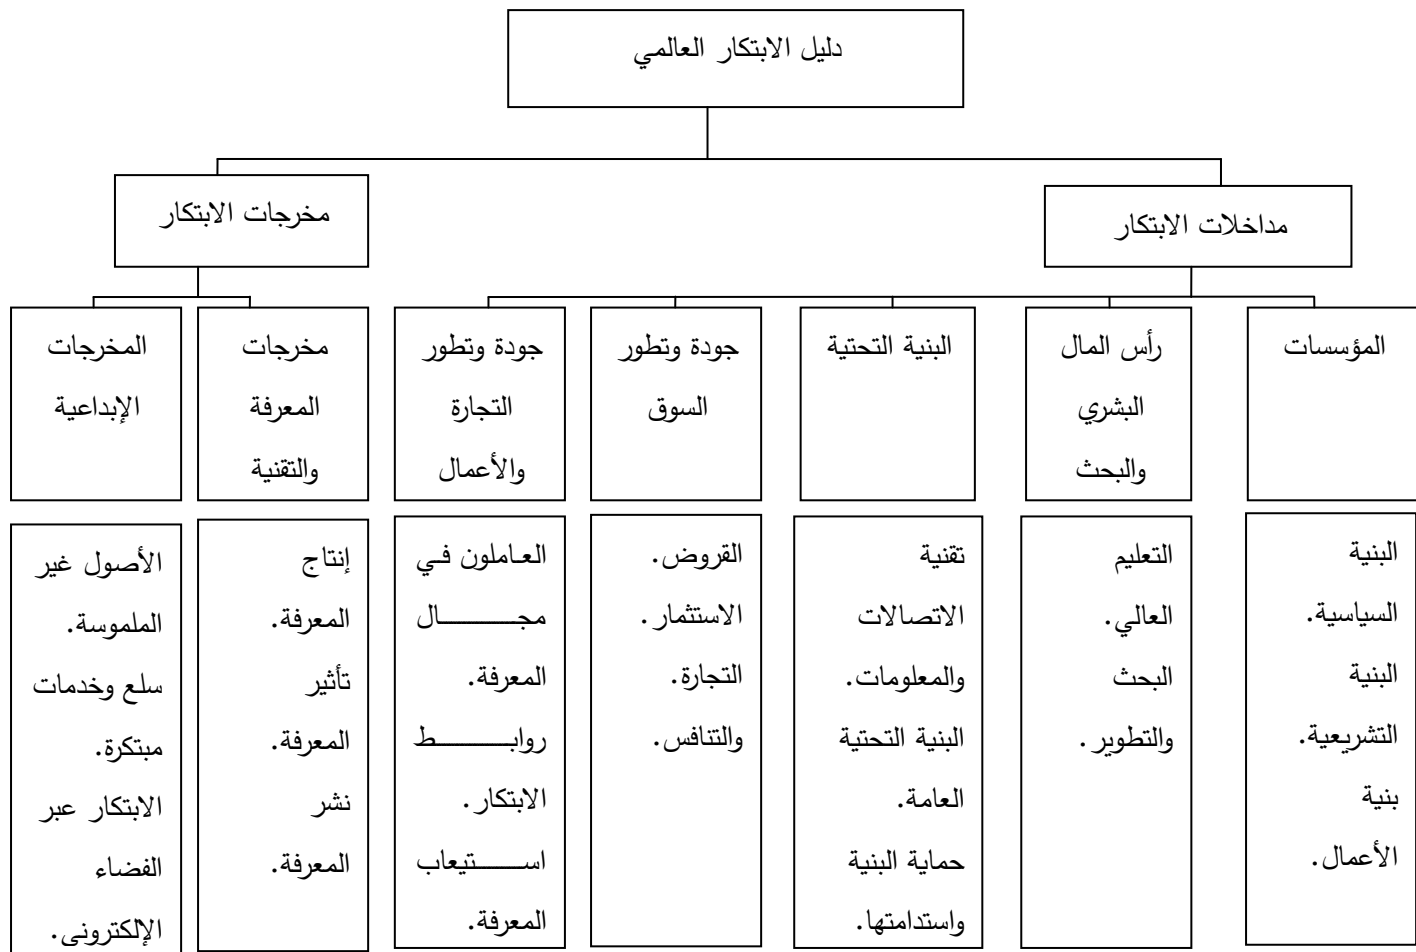 دليل الابتكار العالمي
مداخلات الابتكار
مخرجات الابتكار
المؤسسات
رأس المال
البشري
والبحث
البنية التحتية
جودة وتطور
السوق
جودة وتطور
التجارة
والأعمال
مخرجات
المعرفة
والتقنية
المخرجات
الإبداعية
البنية
السياسية.
البنية
التشريعية.
بنية
الأعمال.
التعليم
العالي.
البحث
والتطوير.
تقنية
الاتصالات
والمعلومات.
البنية التحتية
العامة.
حماية البنية
واستدامتها.
القروض.
الاستثمار.
التجارة.
والتنافس.
العاملون في
مجال
المعرفة.
روابط
الابتكار.
استيعاب
المعرفة.
إنتاج
المعرفة.
تأثير
المعرفة.
نشر
المعرفة.
الأصول غير
الملموسة.
سلع وخدمات
مبتكرة.
الابتكار عبر
الفضاء
الإلكتروني.